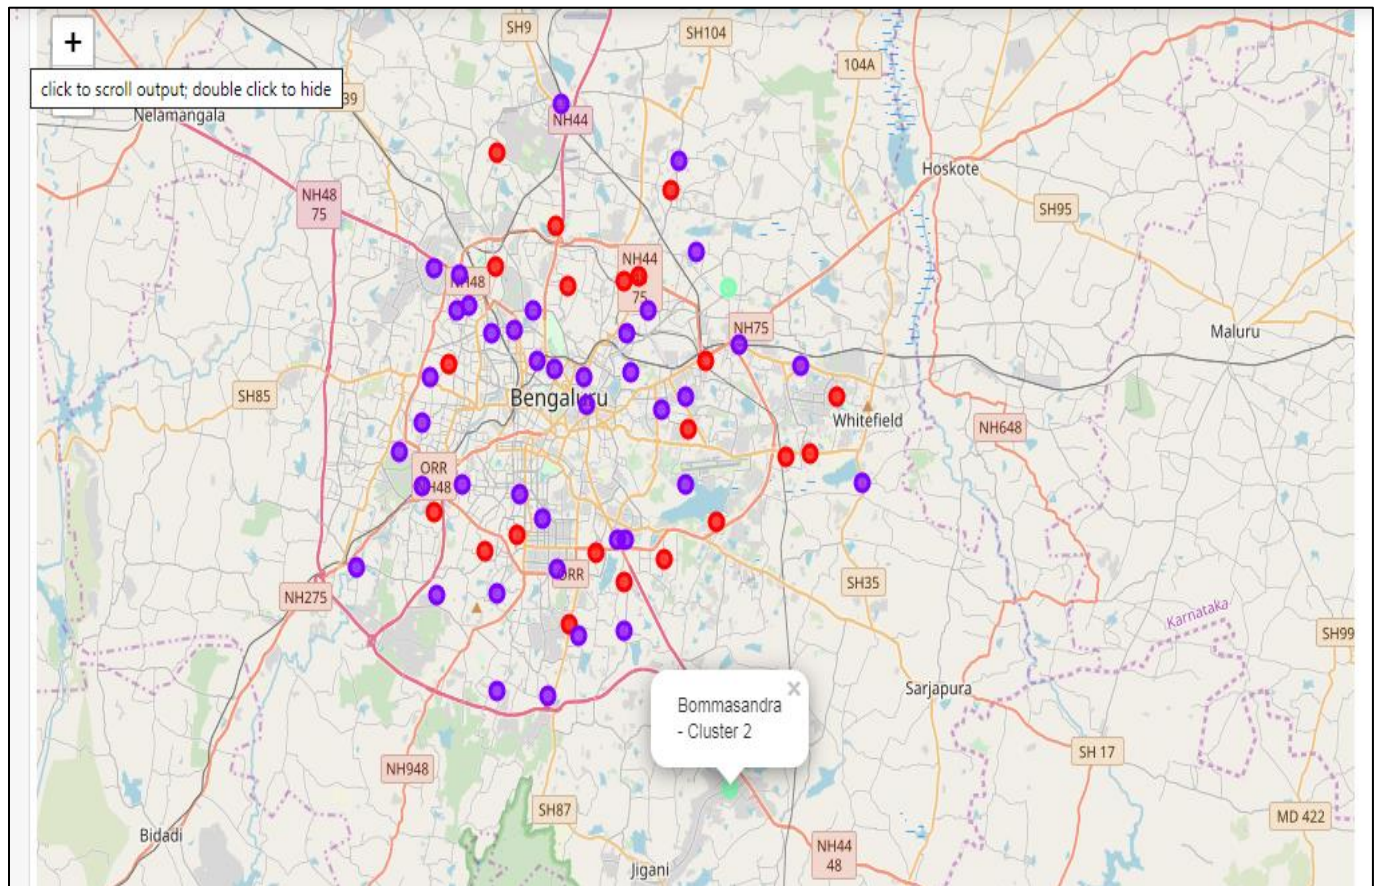 +
click to scroll output; double click to hide
39
SH9
SH104
104A
Nelamangala
NH44
Hoskote
NH48
75
SH95
NH44
75
NH48
NH75
Maluru
SH85
Bengaluru
Whitefield
NH648
ORR
NH48
ORR
SH35
NH275
Karnataka
SH99
Sarjapura
Bommasandra
- Cluster 2
×
SH 17
NH948
SH87
MD 422
Bidadi
NH44
48
Jigani